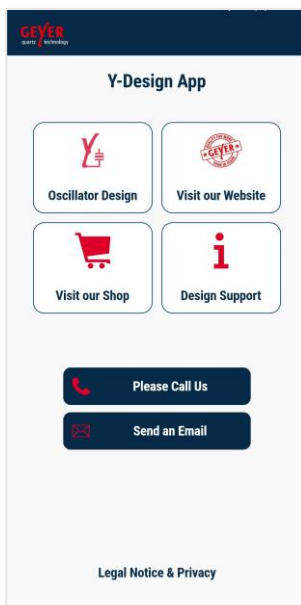 GEYER
quartz technology
Y-Design App
GEYER
Oscillator Design
Visit our Website
i
Visit our Shop
Design Support
Please Call Us
Send an Email
Legal Notice & Privacy